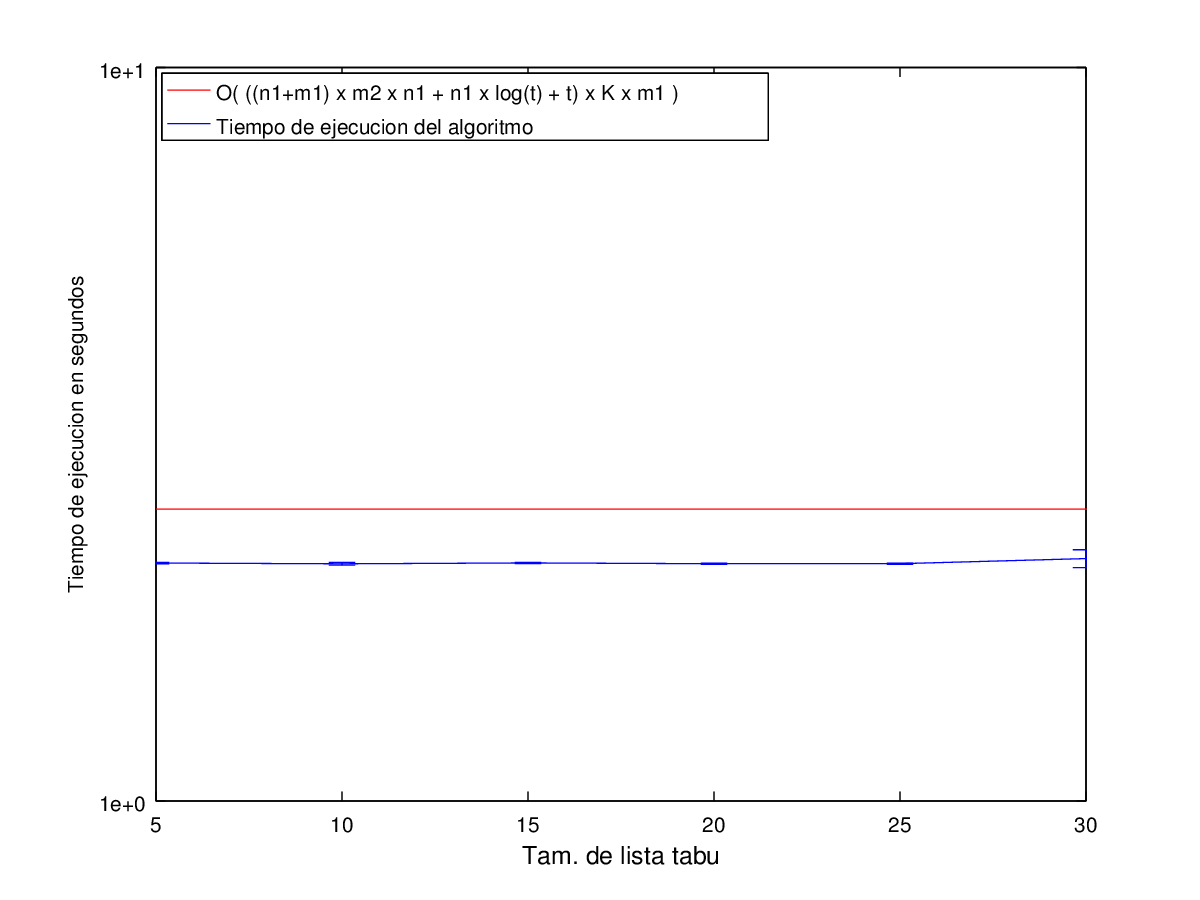 1e+1
O( ((n1+m1) x m2 x n1 + n1 x log(t) + t) x K x m1 )
Tiempo de ejecucion del algoritmo
Tiempo de ejecucion en segundos
1e+0
5 10 15 20 25 30
Tam. de lista tabu